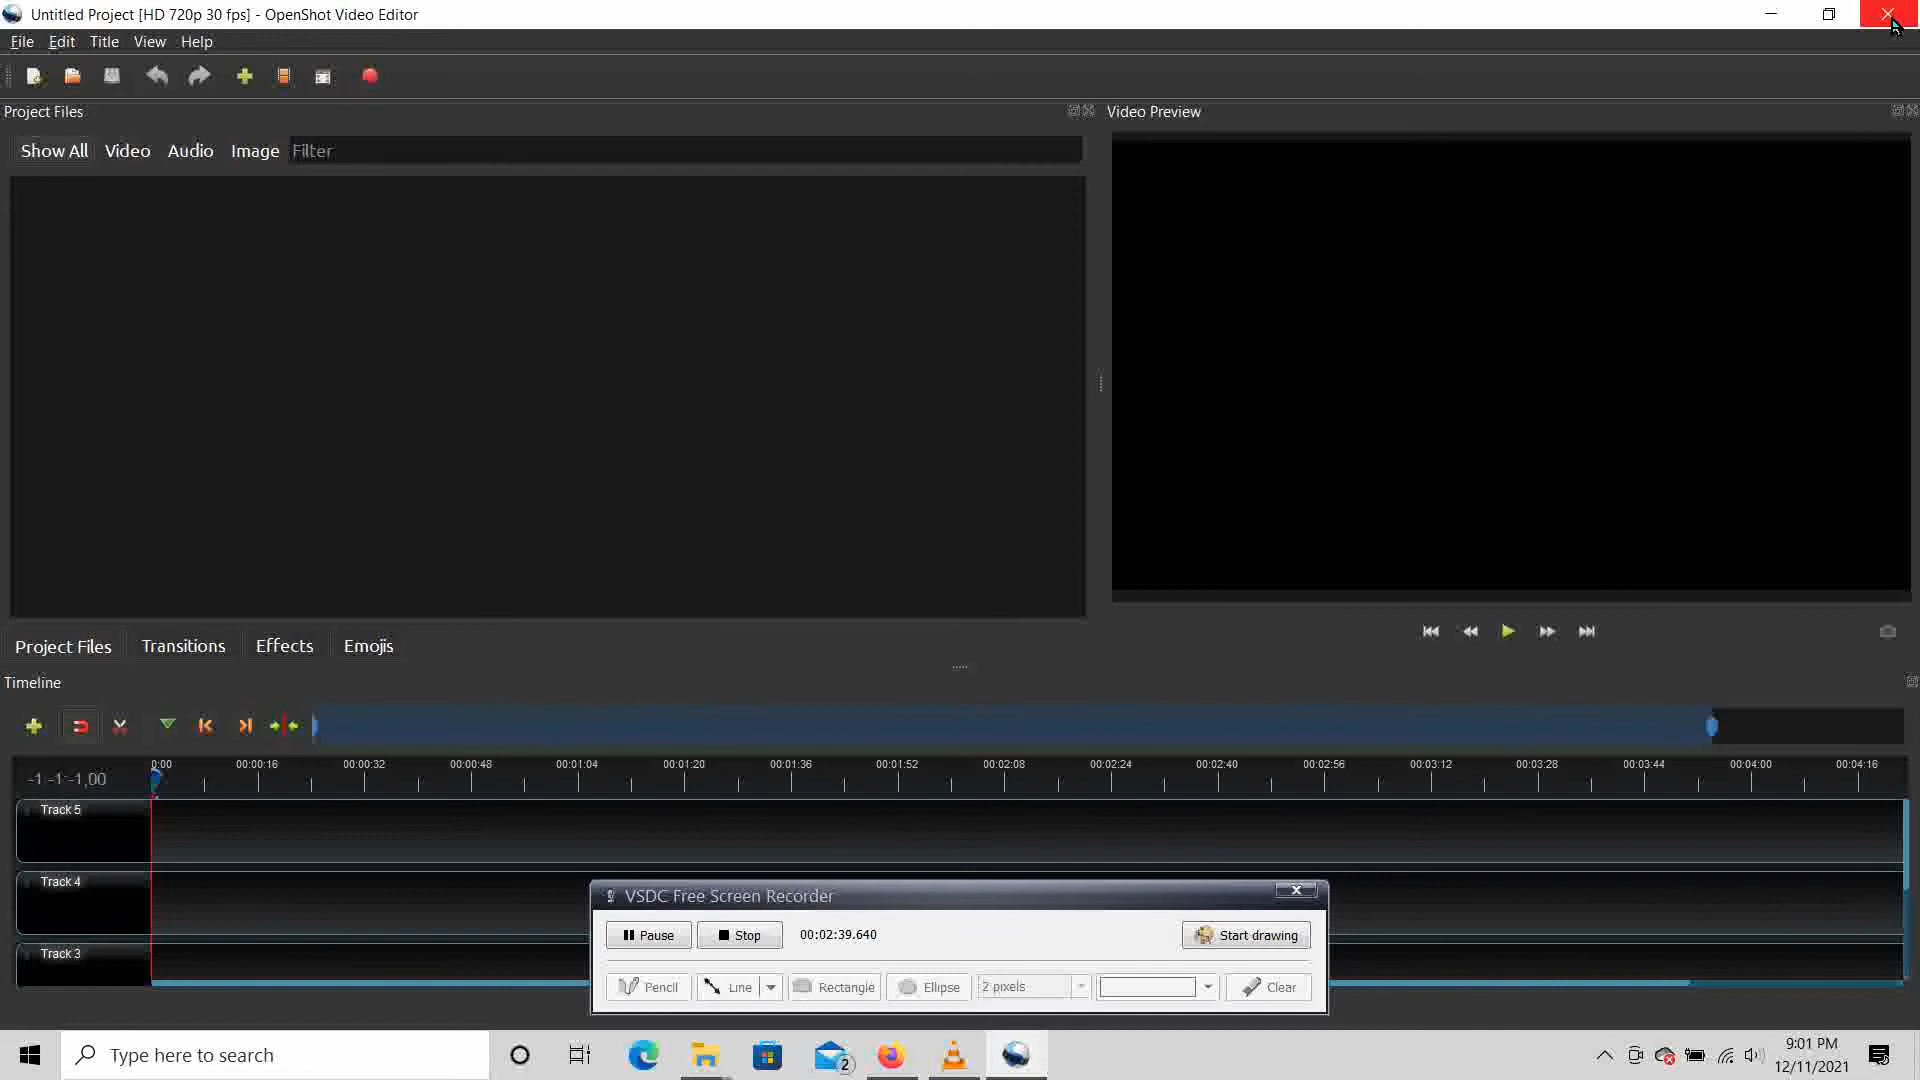 Untitled Project [HD 720p 30 fps] - OpenShot Video Editor
File Edit Title View Help
Project Files
Video Preview
Show All Video Audio Image Filter
Project Files Transitions Effects Emojis
Timeline
-1:-1:-1,00
0:00 00:00:16 00:00:32 00:00:48 00:01:04 00:01:20 00:01:36 00:01:52 00:02:08 00:02:24 00:02:40 00:02:56 00:03:12 00:03:28 00:03:44 00:04:00 00:04:16
Track 5
Track 4
Track 3
VSDC Free Screen Recorder
Pause Stop 00:02:39.640 Start drawing
Pencil Line Rectangle Ellipse 2 pixels Clear
Type here to search
2
9:01 PM
12/11/2021